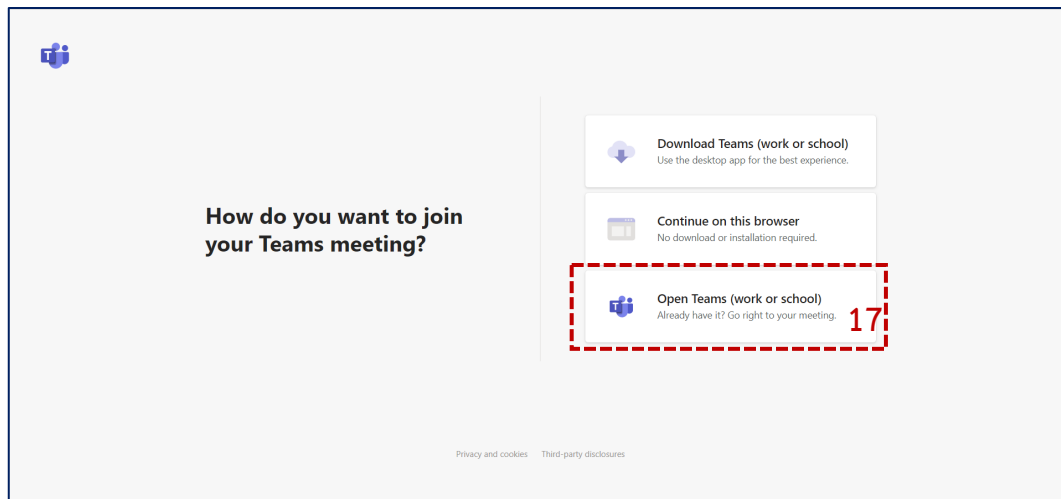 How do you want to join
your Teams meeting?
Download Teams (work or school)
Use the desktop app for the best experience.
Continue on this browser
No download or installation required.
Open Teams (work or school)
Already have it? Go right to your meeting.
17
Privacy and cookies Third-party disclosures